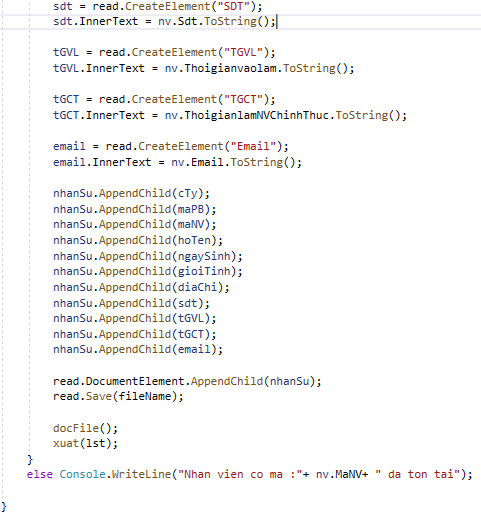 sdt = read.CreateElement("SDT");
sdt.InnerText = nv.Sdt.ToString();
tGVL = read.CreateElement("TGVL");
tGVL.InnerText = nv.Thoigianvaolam.ToString();
tGCT = read.CreateElement("TGCT");
tGCT.InnerText = nv.ThoigianlamNVChinhThuc.ToString();
email = read.CreateElement("Email");
email.InnerText = nv.Email.ToString();
nhanSu.AppendChild(cTy);
nhanSu.AppendChild(maPB);
nhanSu.AppendChild(maNV);
nhanSu.AppendChild(hoTen);
nhanSu.AppendChild(ngaySinh);
nhanSu.AppendChild(gioiTinh);
nhanSu.AppendChild(diaChi);
nhanSu.AppendChild(sdt);
nhanSu.AppendChild(tGVL);
nhanSu.AppendChild(tGCT);
nhanSu.AppendChild(email);
read.DocumentElement.AppendChild(nhanSu);
read.Save(fileName);
docFile();
xuat(lst);
}
else Console.WriteLine("Nhan vien co ma :"+ nv.MaNV+ " da ton tai");
}